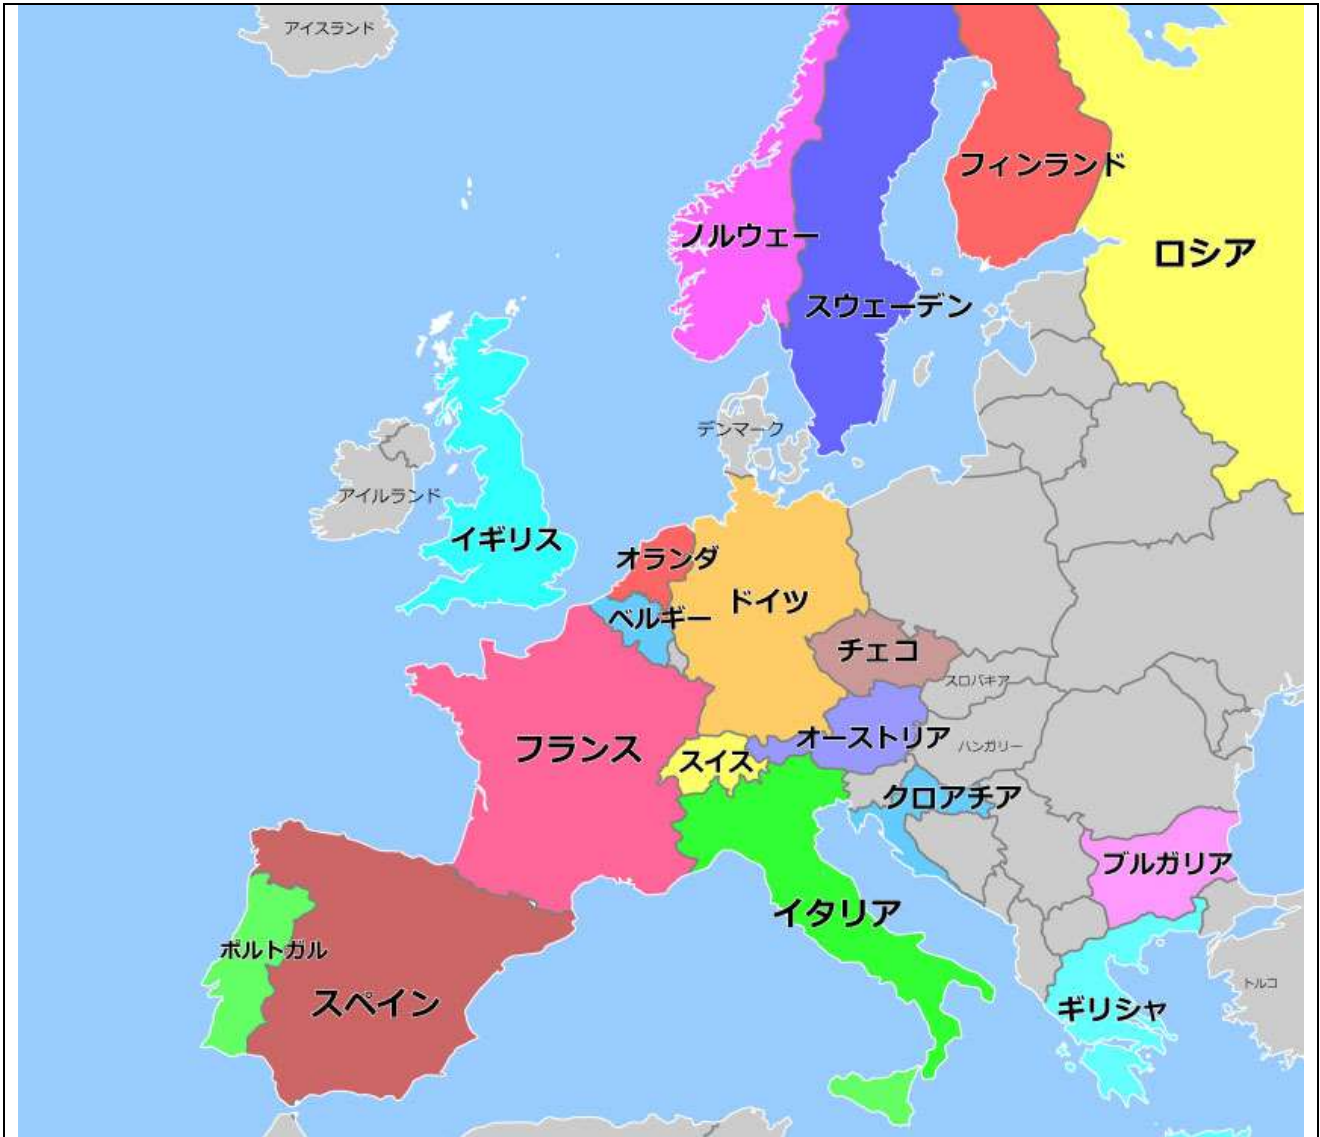 アイスランド
フィンランド
ノルウェー
ロシア
スウェーデン
デンマーク
アイルランド
イギリス
オランダ
ドイツ
ベルギー
チェコ
スロバキア
オーストリア
ハンガリー
フランス
スイス
クロアチア
ブルガリア
イタリア
ポルトガル
トルコ
スペイン
ギリシャ